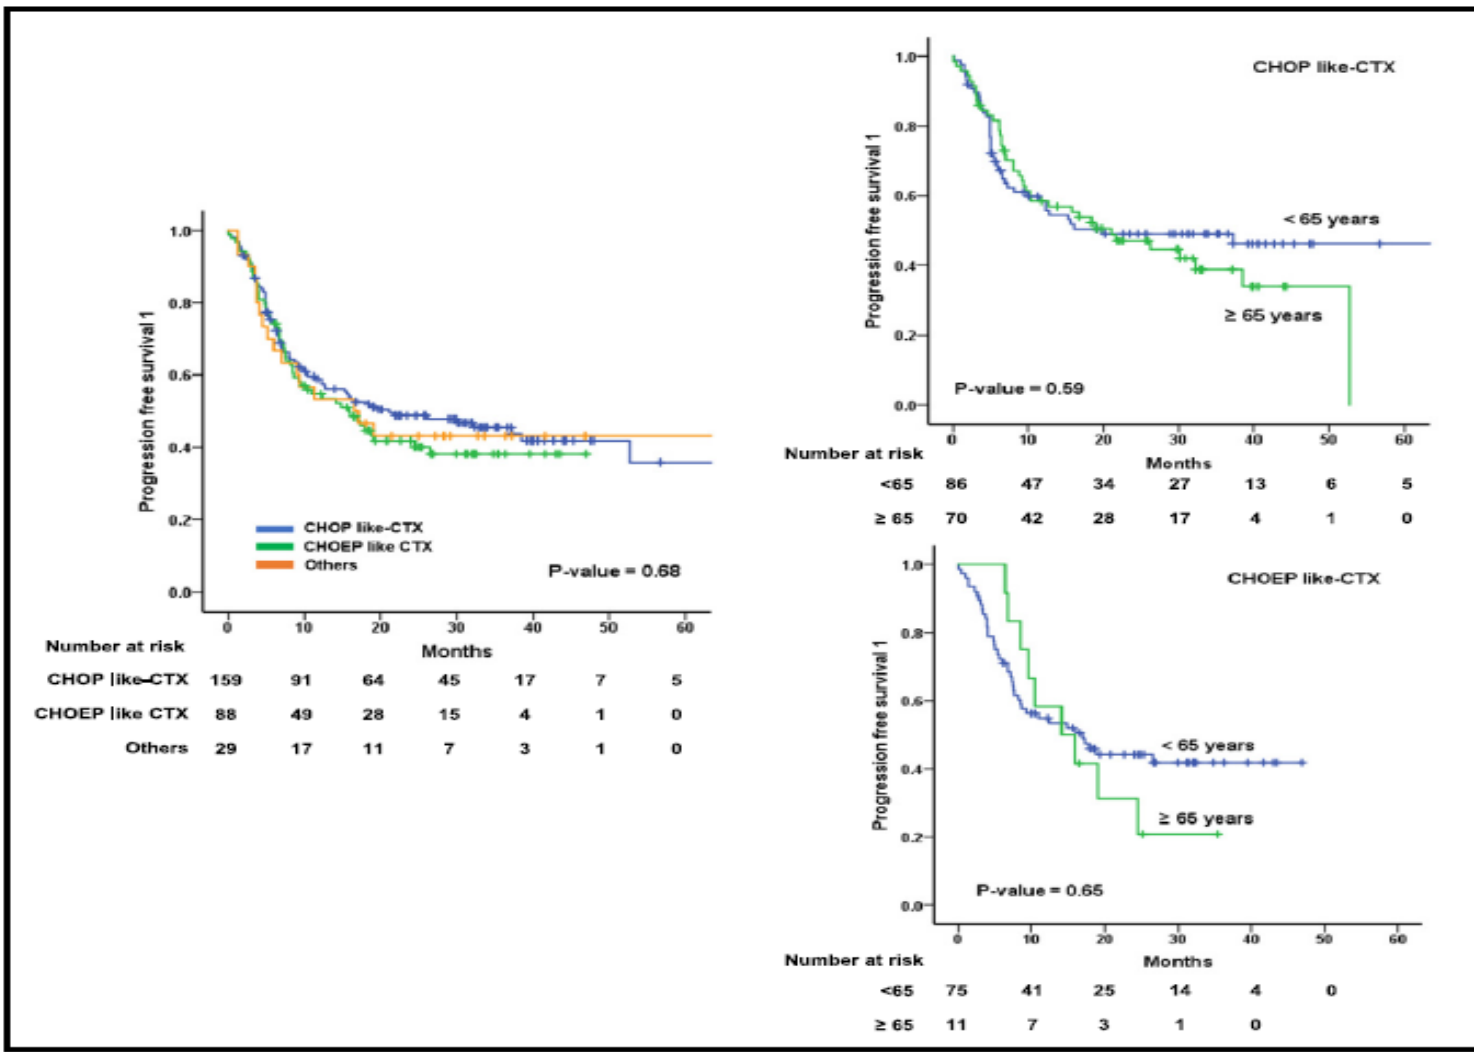 Progression free survival 1
1.0
0.8
0.6
0.4
0.2
0.0
CHOP like-CTX
CHOEP like CTX
Others
P-value = 0.68
0 10 20 30 40 50 60
Number at risk
Months
CHOP like-CTX 159 91 64 45 17 7 5
CHOEP like CTX 88 49 28 15 4 1 0
Others 29 17 11 7 3 1 0
Progression free survival 1
CHOP like-CTX
1.0
0.8
0.6
0.4
0.2
0.0
< 65 years
≥ 65 years
P-value = 0.59
0 10 20 30 40 50 60
Number at risk
Months
<65 86 47 34 27 13 6 5
≥ 65 70 42 28 17 4 1 0
Progression free survival 1
CHOEP like-CTX
1.0
0.8
0.6
0.4
0.2
0.0
< 65 years
≥ 65 years
P-value = 0.65
0 10 20 30 40 50 60
Number at risk
Months
<65 75 41 25 14 4 0
≥ 65 11 7 3 1 0